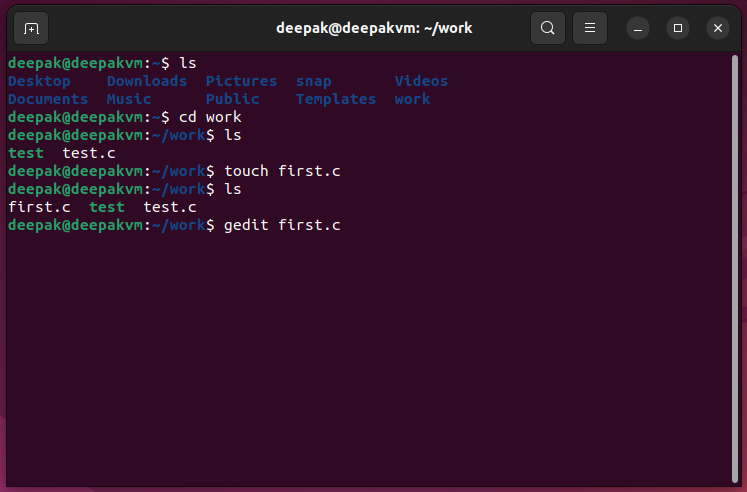 deepak@deepakvm: ~/work
deepak@deepakvm:~$ ls
Desktop    Downloads  Pictures  snap       Videos
Documents  Music      Public    Templates  work
deepak@deepakvm:~$ cd work
deepak@deepakvm:~/work$ ls
test  test.c
deepak@deepakvm:~/work$ touch first.c
deepak@deepakvm:~/work$ ls
first.c  test  test.c
deepak@deepakvm:~/work$ gedit first.c